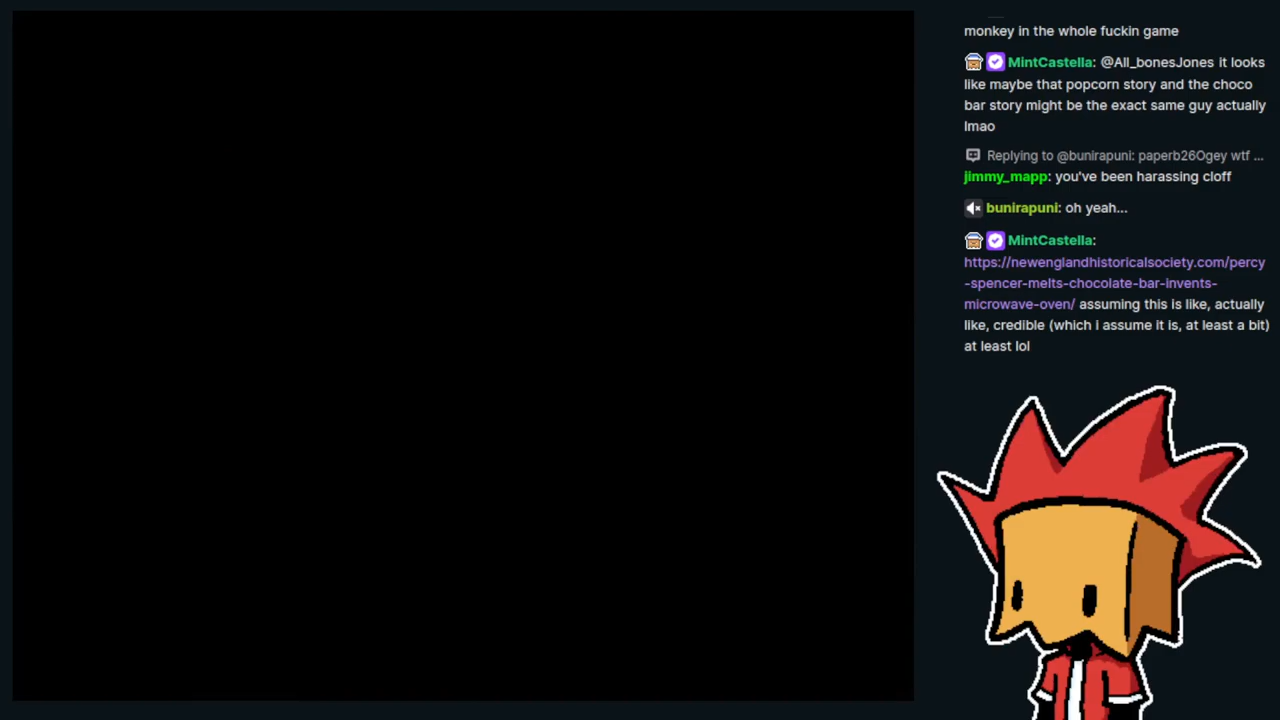 monkey in the whole fuckin game
MintCastella: @All_bonesJones it looks
like maybe that popcorn story and the choco
bar story might be the exact same guy actually
lmao
Replying to @bunirapuni: paperb26Ogey wtf ...
jimmy_mapp: you've been harassing cloff
bunirapuni: oh yeah...
MintCastella:
https://newenglandhistoricalsociety.com/percy
-spencer-melts-chocolate-bar-invents-
microwave-oven/ assuming this is like, actually
like, credible (which i assume it is, at least a bit)
at least lol